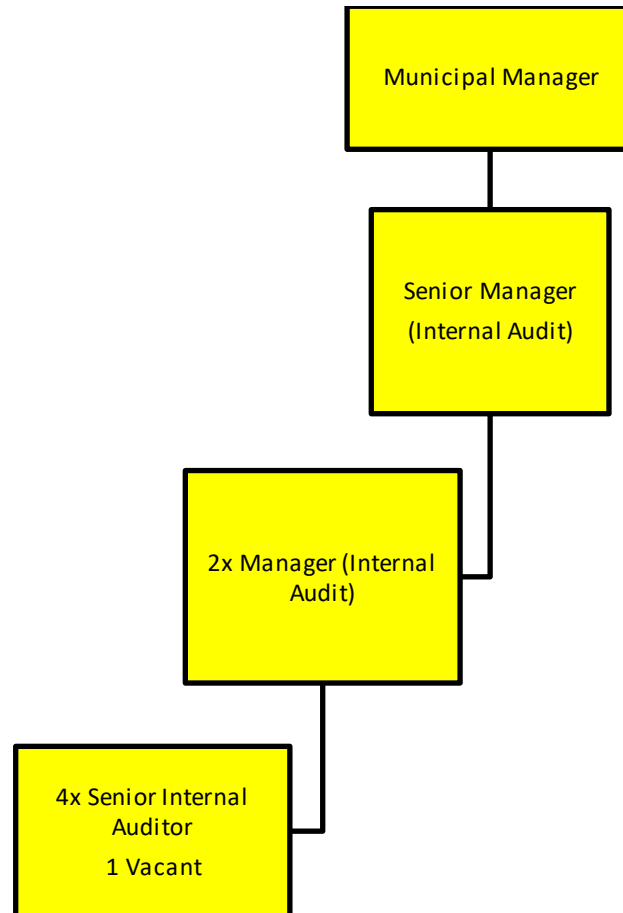 Municipal Manager
Senior Manager
(Internal Audit)
2x Manager (Internal
Audit)
4x Senior Internal
Auditor
1 Vacant